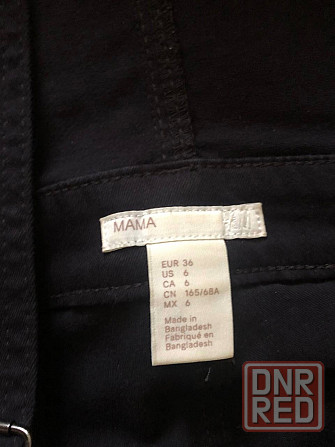 MAMA H&M
EUR 36
US 6
CA 6
CN 165/68A
MX 6
Made in
Bangladesh
Fabriqué en
Bangladesh
DNR
RED